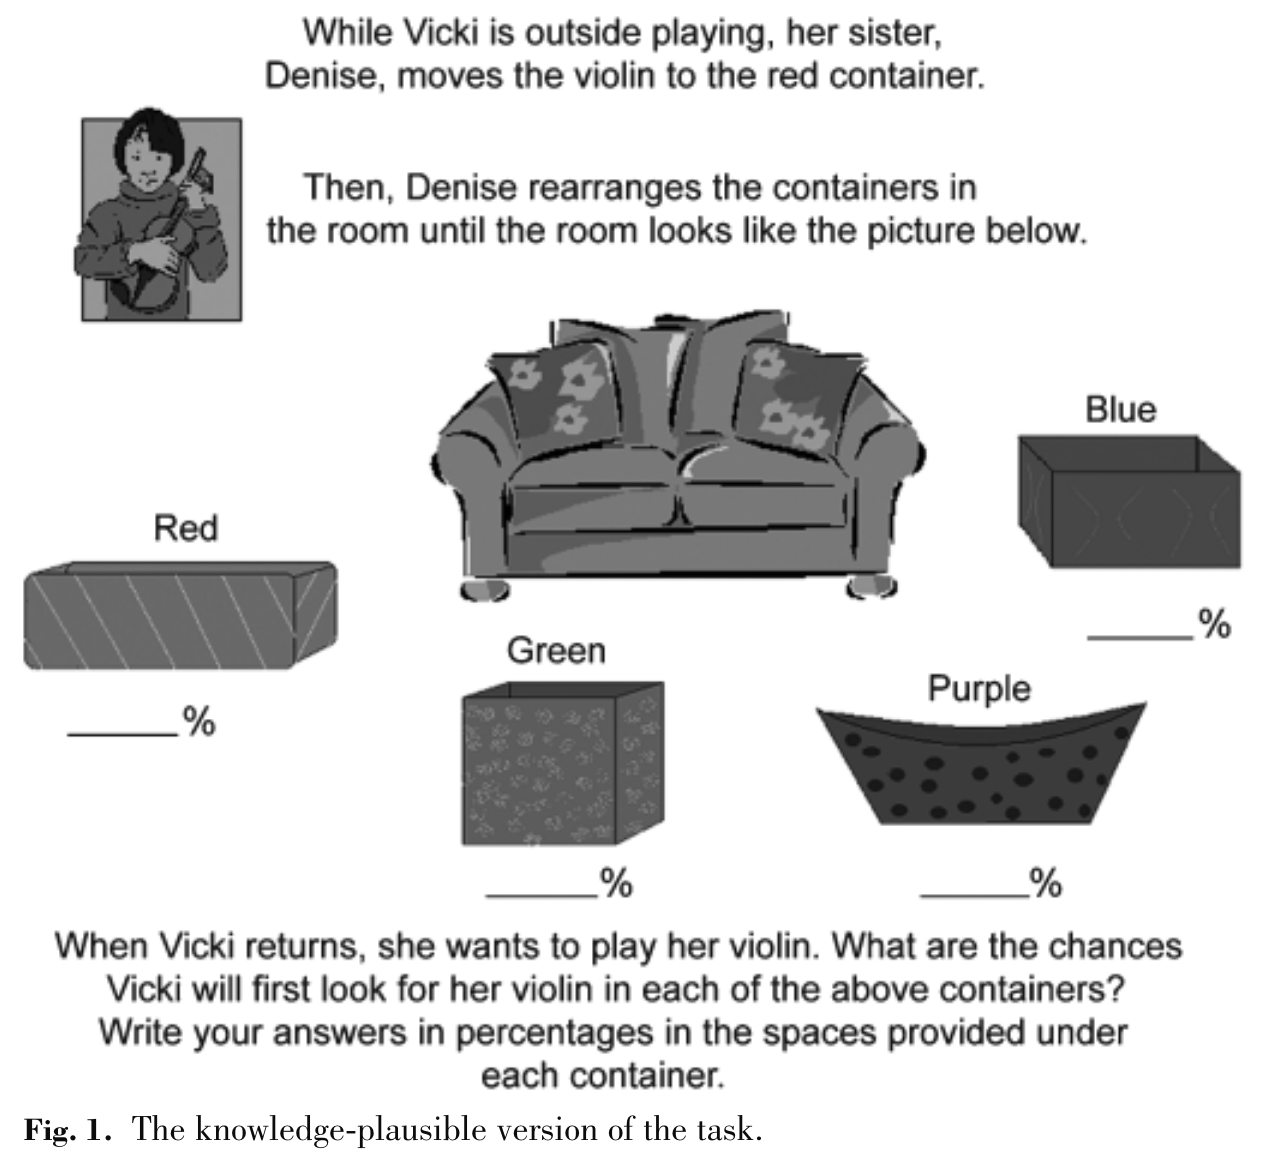 While Vicki is outside playing, her sister,
Denise, moves the violin to the red container.
Then, Denise rearranges the containers in
the room until the room looks like the picture below.
Blue
Red
_____%
Green
Purple
_____%
_____%
_____%
When Vicki returns, she wants to play her violin. What are the chances
Vicki will first look for her violin in each of the above containers?
Write your answers in percentages in the spaces provided under
each container.
Fig. 1. The knowledge-plausible version of the task.